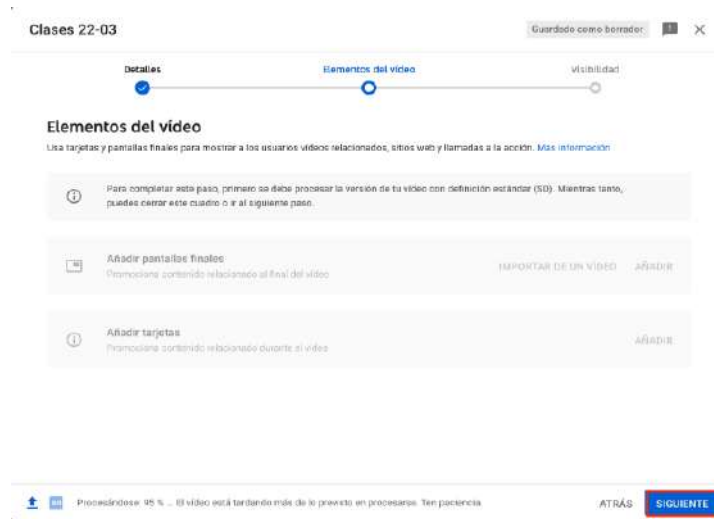 Clases 22-03
Guardado como borrador
Detalles
Elementos del vídeo
Visibilidad
Elementos del vídeo
Usa tarjetas y pantallas finales para mostrar a los usuarios vídeos relacionados, sitios web y llamadas a la acción. Más información
Para completar este paso, primero se debe procesar la versión de tu vídeo con definición estándar (SD). Mientras tanto,
puedes cerrar este cuadro o ir al siguiente paso.
Añadir pantallas finales
IMPORTAR DE UN VÍDEO AÑADIR
Promociona contenido relacionado al final del vídeo
Añadir tarjetas
AÑADIR
Promociona contenido relacionado durante el vídeo
Procesándose: 95 % ... El vídeo está tardando más de lo previsto en procesarse. Ten paciencia.
ATRÁS
SIGUIENTE